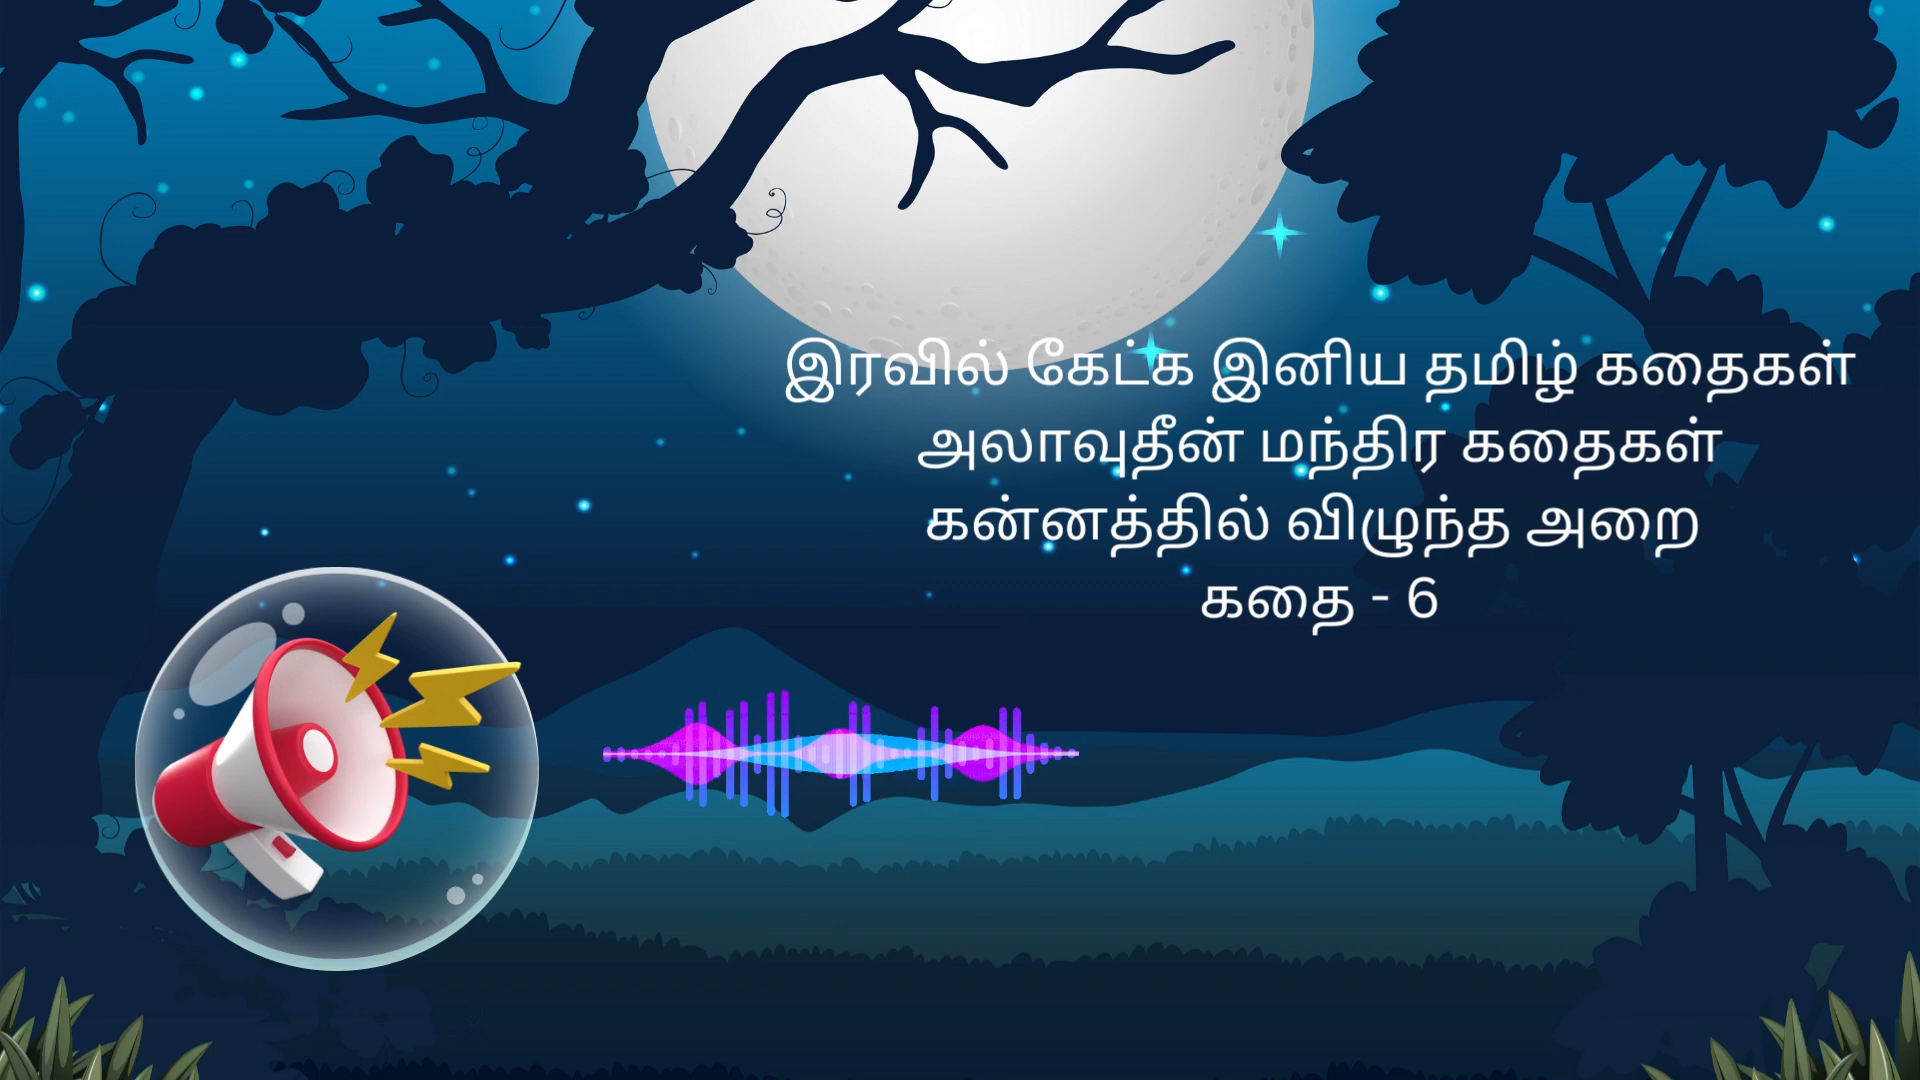 இரவில் கேட்க இனிய தமிழ் கதைகள்
அலாவுதீன் மந்திர கதைகள்
கன்னத்தில் விழுந்த அறை
கதை - 6